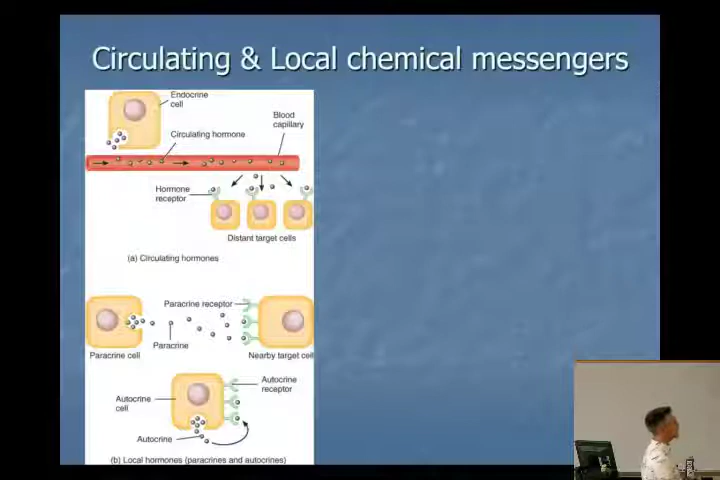 Circulating & Local chemical messengers
Endocrine
cell
Circulating hormone
Blood
capillary
Hormone
receptor
Distant target cells
(a) Circulating hormones
Paracrine receptor
Paracrine
Paracrine cell
Nearby target cell
Autocrine
receptor
Autocrine
cell
Autocrine
(b) Local hormones (paracrines and autocrines)